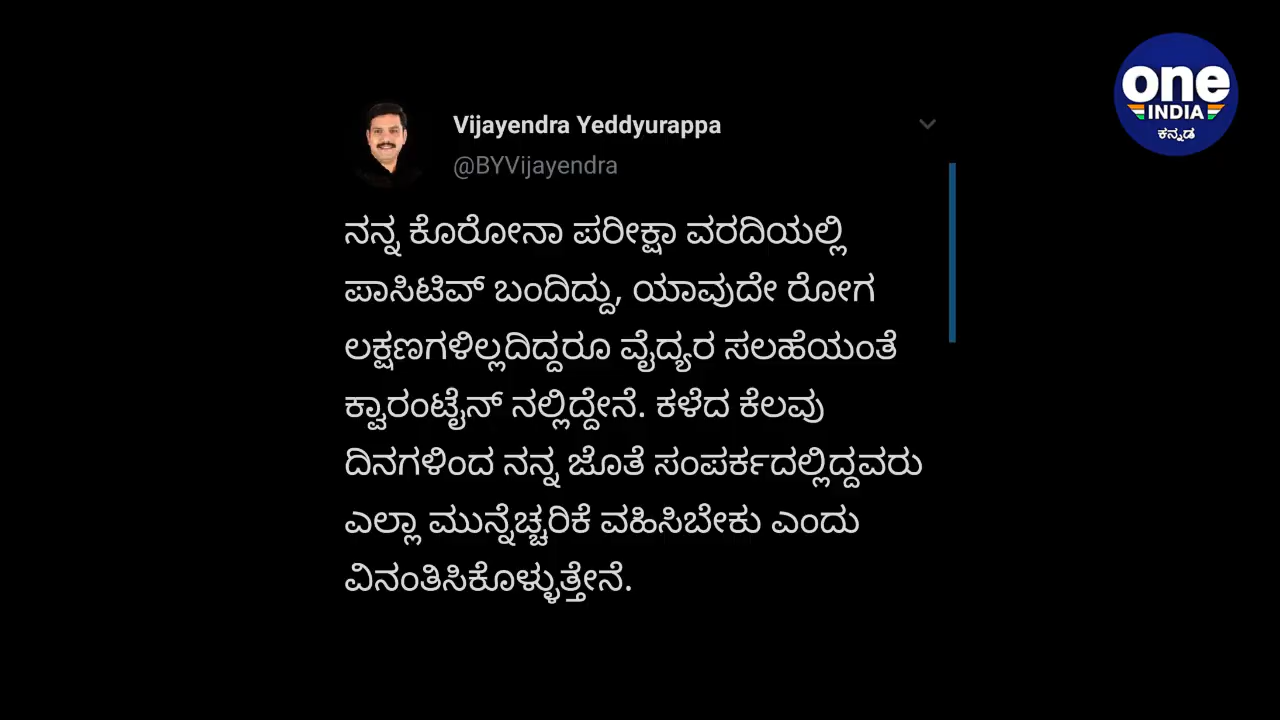 one
INDIA
ಕನ್ನಡ
Vijayendra Yeddyurappa
@BYVijayendra
ನನ್ನ ಕೊರೋನಾ ಪರೀಕ್ಷಾ ವರದಿಯಲ್ಲಿ
ಪಾಸಿಟಿವ್ ಬಂದಿದ್ದು, ಯಾವುದೇ ರೋಗ
ಲಕ್ಷಣಗಳಿಲ್ಲದಿದ್ದರೂ ವೈದ್ಯರ ಸಲಹೆಯಂತೆ
ಕ್ವಾರಂಟೈನ್ ನಲ್ಲಿದ್ದೇನೆ. ಕಳೆದ ಕೆಲವು
ದಿನಗಳಿಂದ ನನ್ನ ಜೊತೆ ಸಂಪರ್ಕದಲ್ಲಿದ್ದವರು
ಎಲ್ಲಾ ಮುನ್ನೆಚ್ಚರಿಕೆ ವಹಿಸಿಬೇಕು ಎಂದು
ವಿನಂತಿಸಿಕೊಳ್ಳುತ್ತೇನೆ.